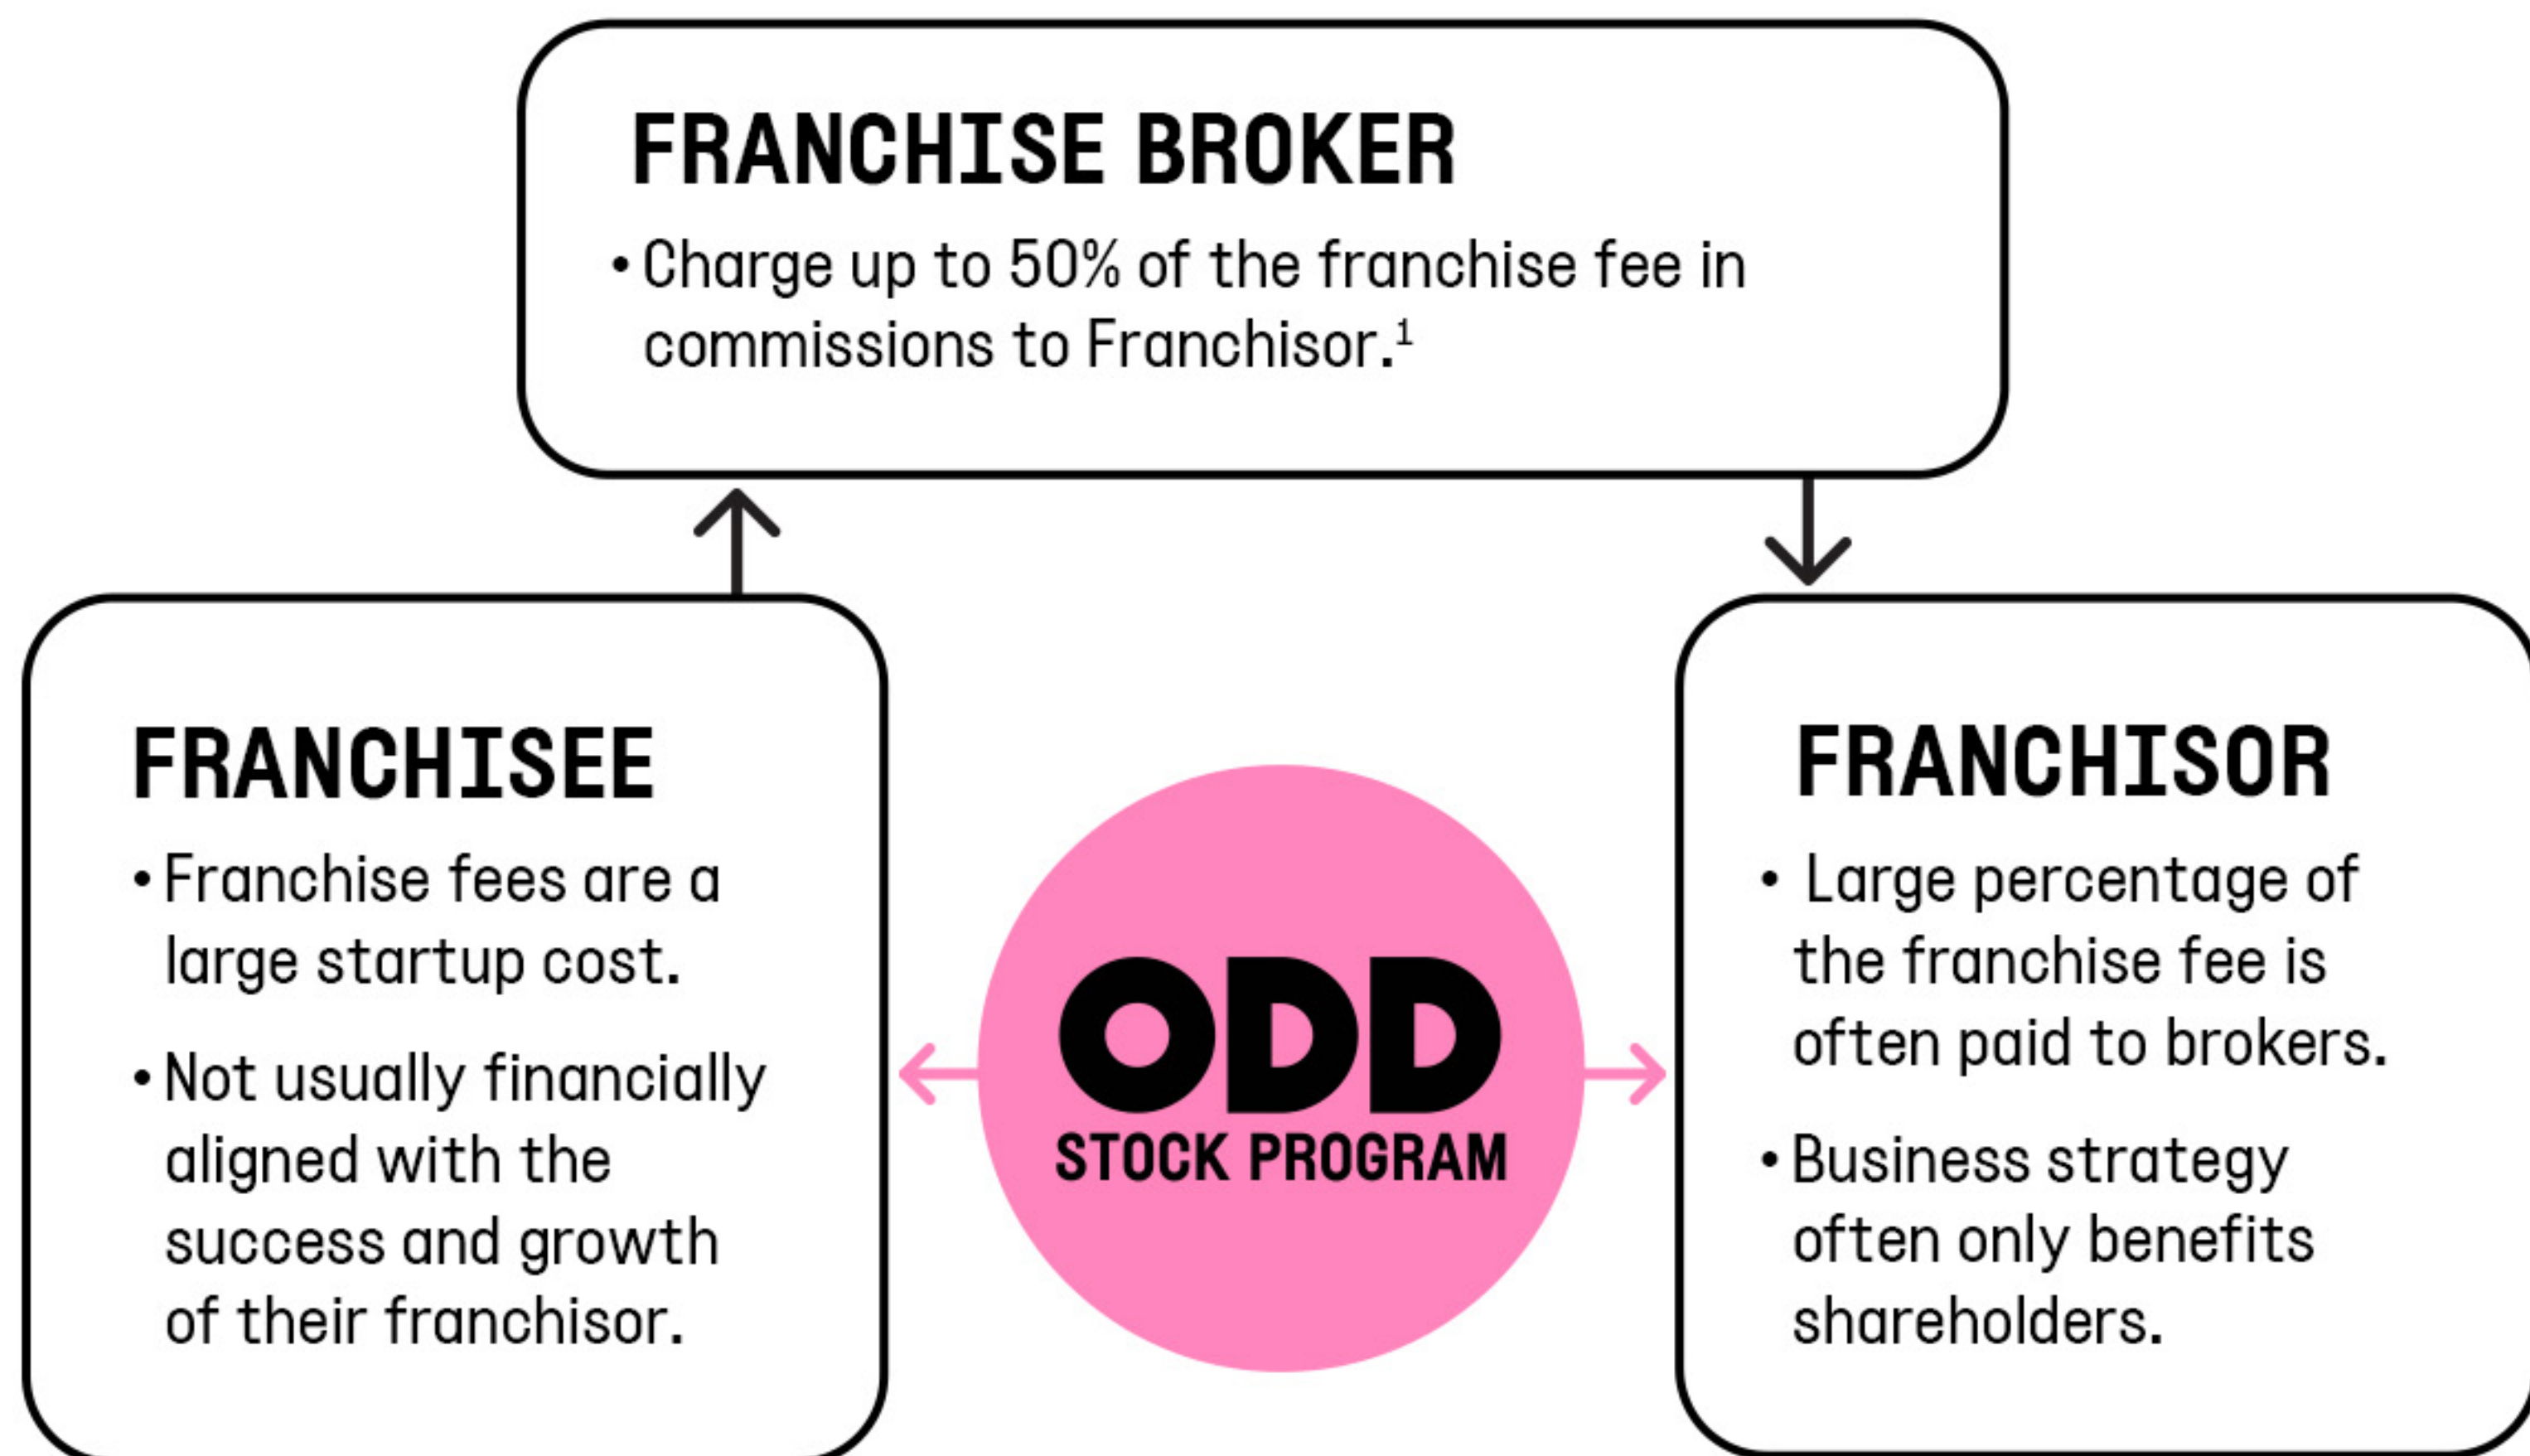 FRANCHISE BROKER
• Charge up to 50% of the franchise fee in
commissions to Franchisor.¹
FRANCHISEE
• Franchise fees are a
large startup cost.
• Not usually financially
aligned with the
success and growth
of their franchisor.
ODD
STOCK PROGRAM
FRANCHISOR
• Large percentage of
the franchise fee is
often paid to brokers.
• Business strategy
often only benefits
shareholders.